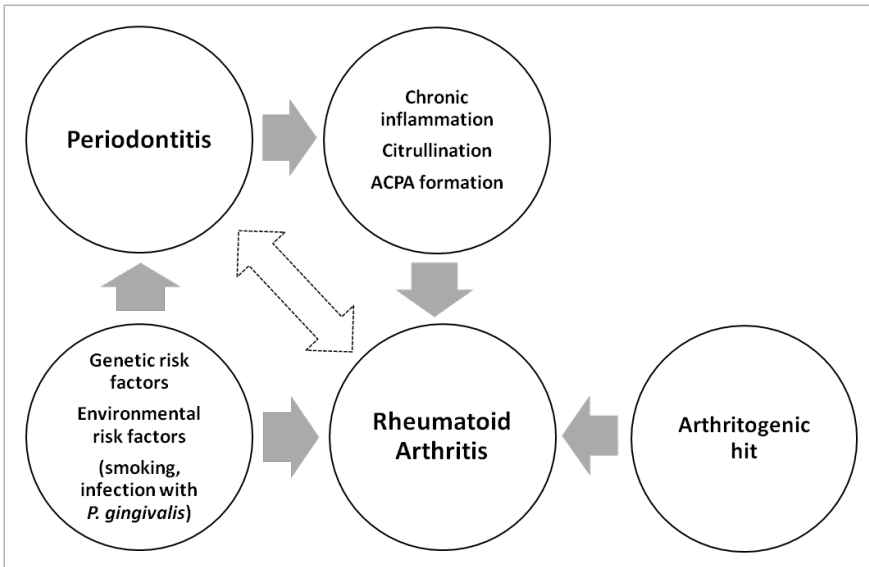 Periodontitis
Chronic
inflammation
Citrullination
ACPA formation
Genetic risk
factors
Environmental
risk factors
(smoking,
infection with
P. gingivalis)
Rheumatoid
Arthritis
Arthritogenic
hit